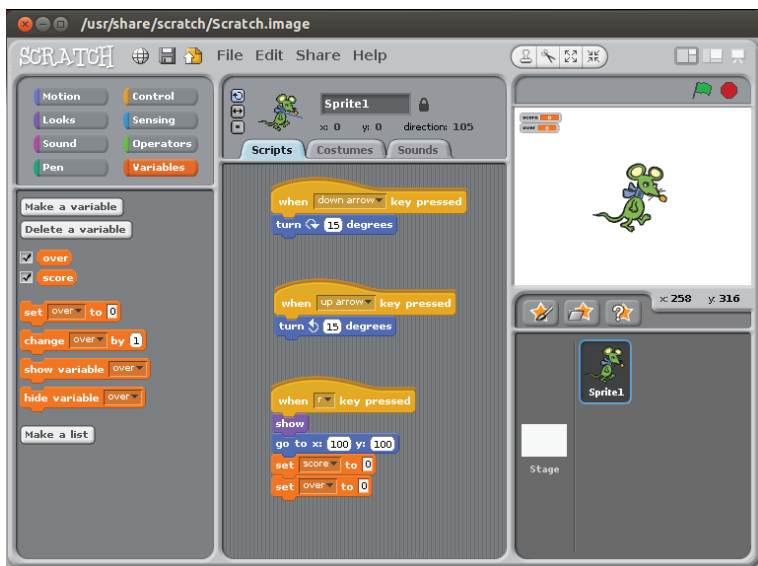 /usr/share/scratch/Scratch.image
SCRATCH File Edit Share Help
Motion Control
Looks Sensing
Sound Operators
Pen Variables
Make a variable
Delete a variable
over
score
set over to 0
change over by 1
show variable over
hide variable over
Make a list
Sprite1
x: 0 y: 0 direction: 105
Scripts Costumes Sounds
when down arrow key pressed
turn 15 degrees
when up arrow key pressed
turn 15 degrees
when r key pressed
show
go to x: 100 y: 100
set score to 0
set over to 0
score 0
over 0
x: 258 y: 316
Sprite1
Stage